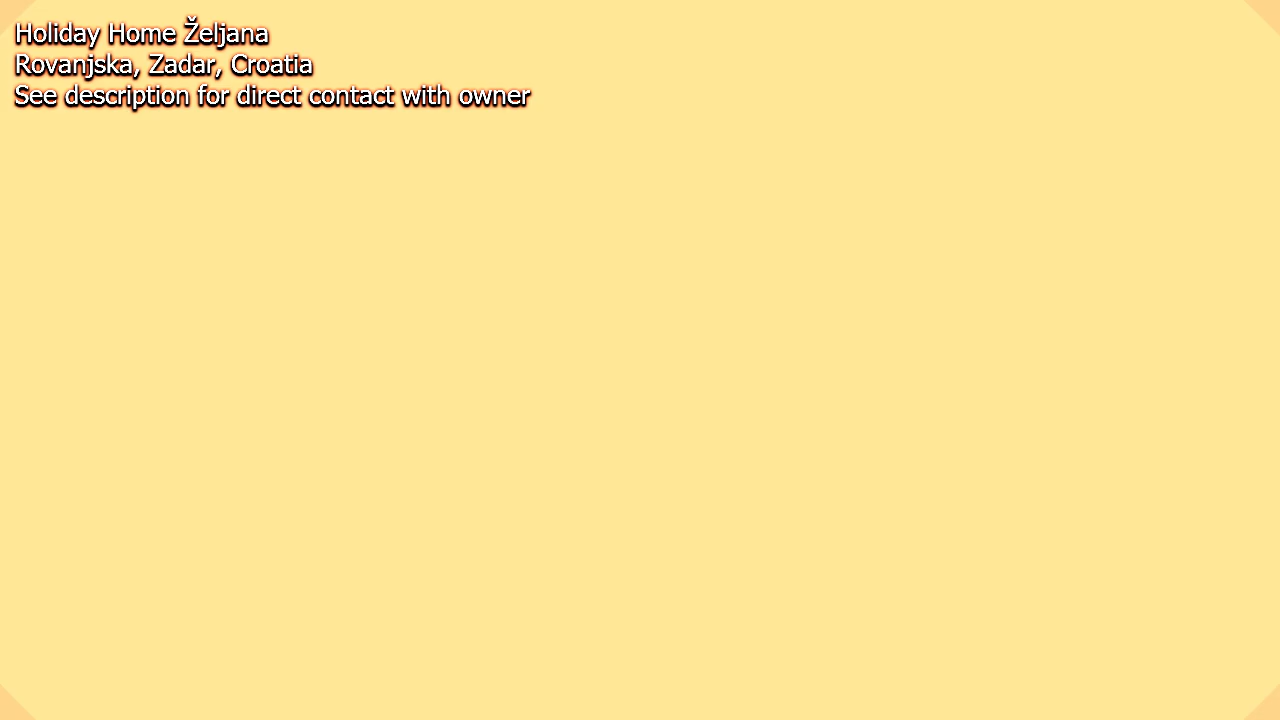 Holiday Home Željana
Rovanjska, Zadar, Croatia
See description for direct contact with owner